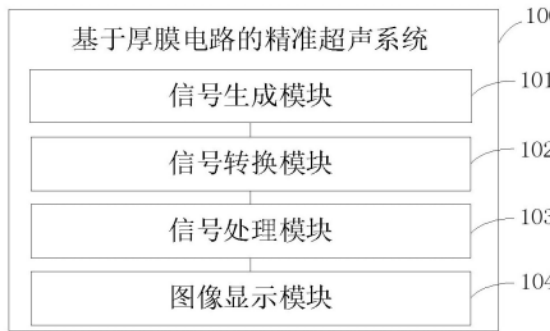 基于厚膜电路的精准超声系统
100
信号生成模块
101
信号转换模块
102
信号处理模块
103
图像显示模块
104